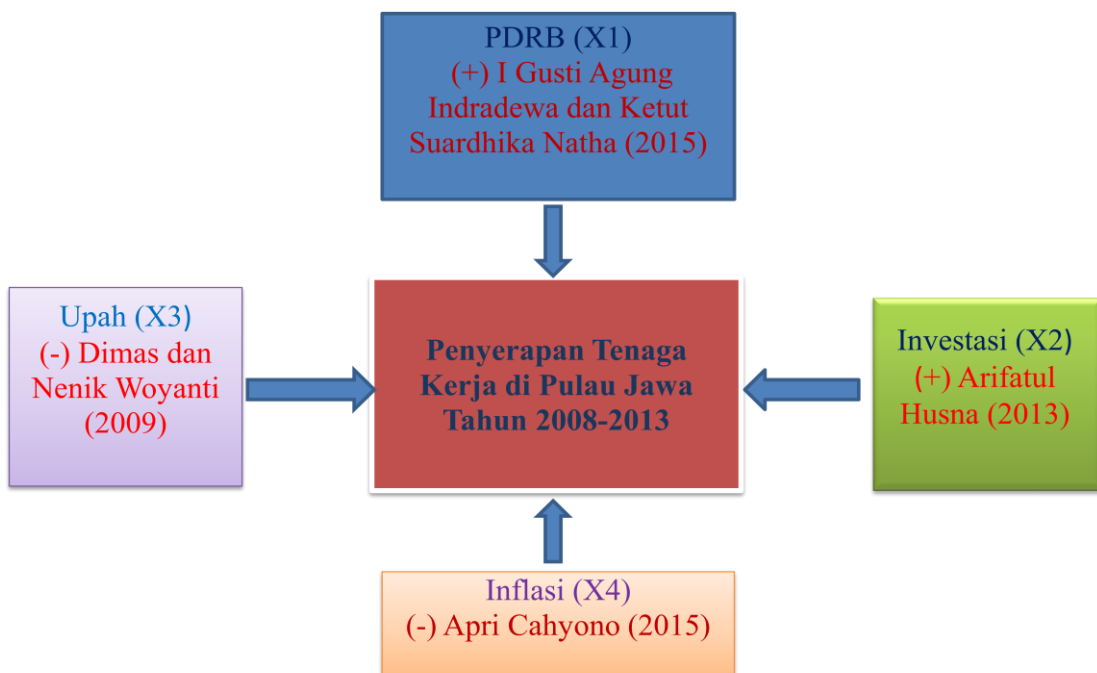 PDRB (X1)
(+) I Gusti Agung
Indradewa dan Ketut
Suardhika Natha (2015)
Upah (X3)
(-) Dimas dan
Nenik Woyanti
(2009)
Penyerapan Tenaga
Kerja di Pulau Jawa
Tahun 2008-2013
Investasi (X2)
(+) Arifatul
Husna (2013)
Inflasi (X4)
(-) Apri Cahyono (2015)